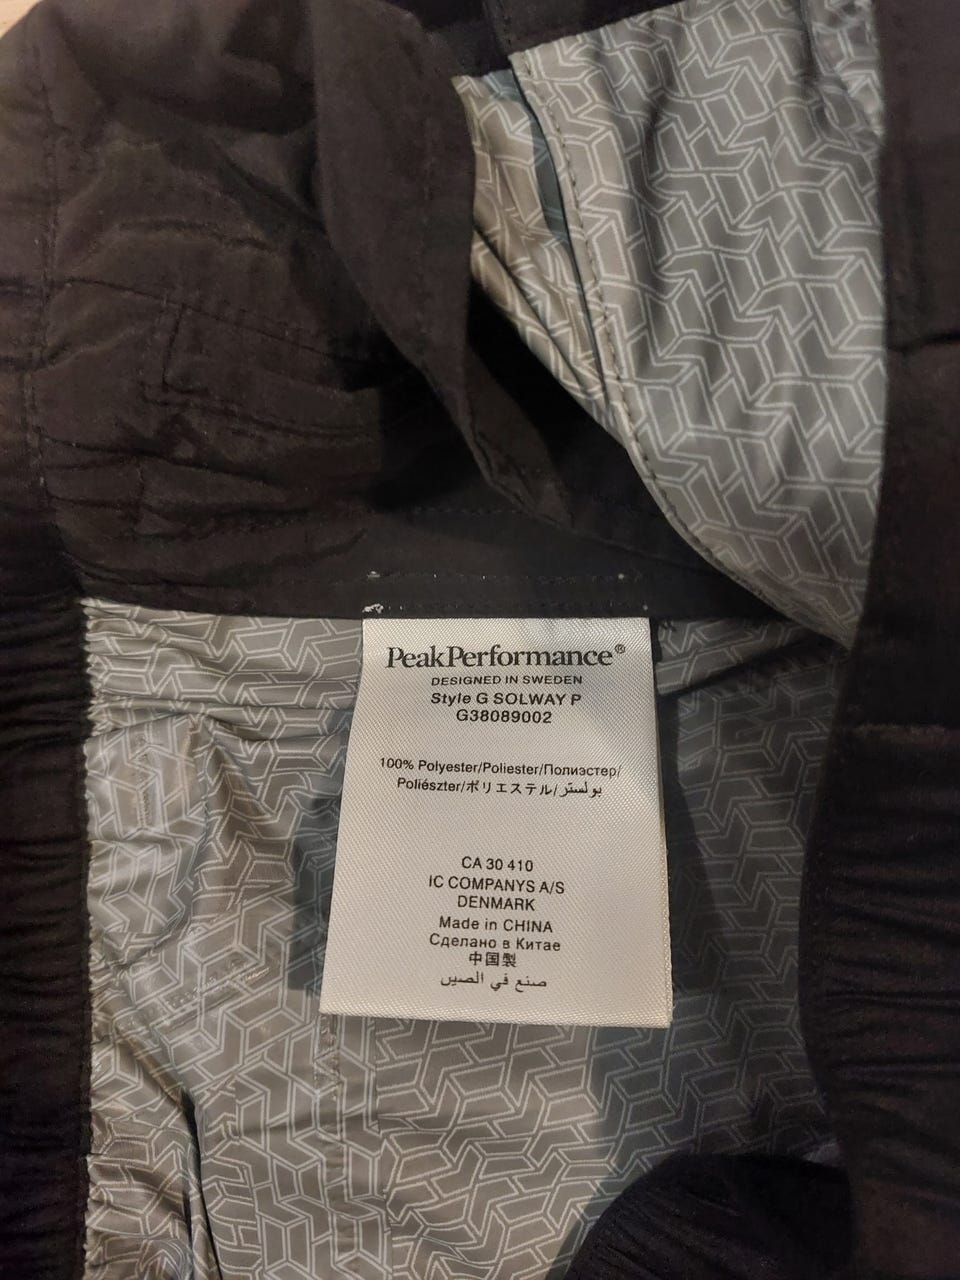 PeakPerformance®
DESIGNED IN SWEDEN
Style G SOLWAY P
G38089002
100% Polyester/Poliester/Полиэстер/
Poliészter/ポリエステル/بولستر
CA 30 410
IC COMPANYS A/S
DENMARK
Made in CHINA
Сделано в Китае
中国製
صنع في الصين